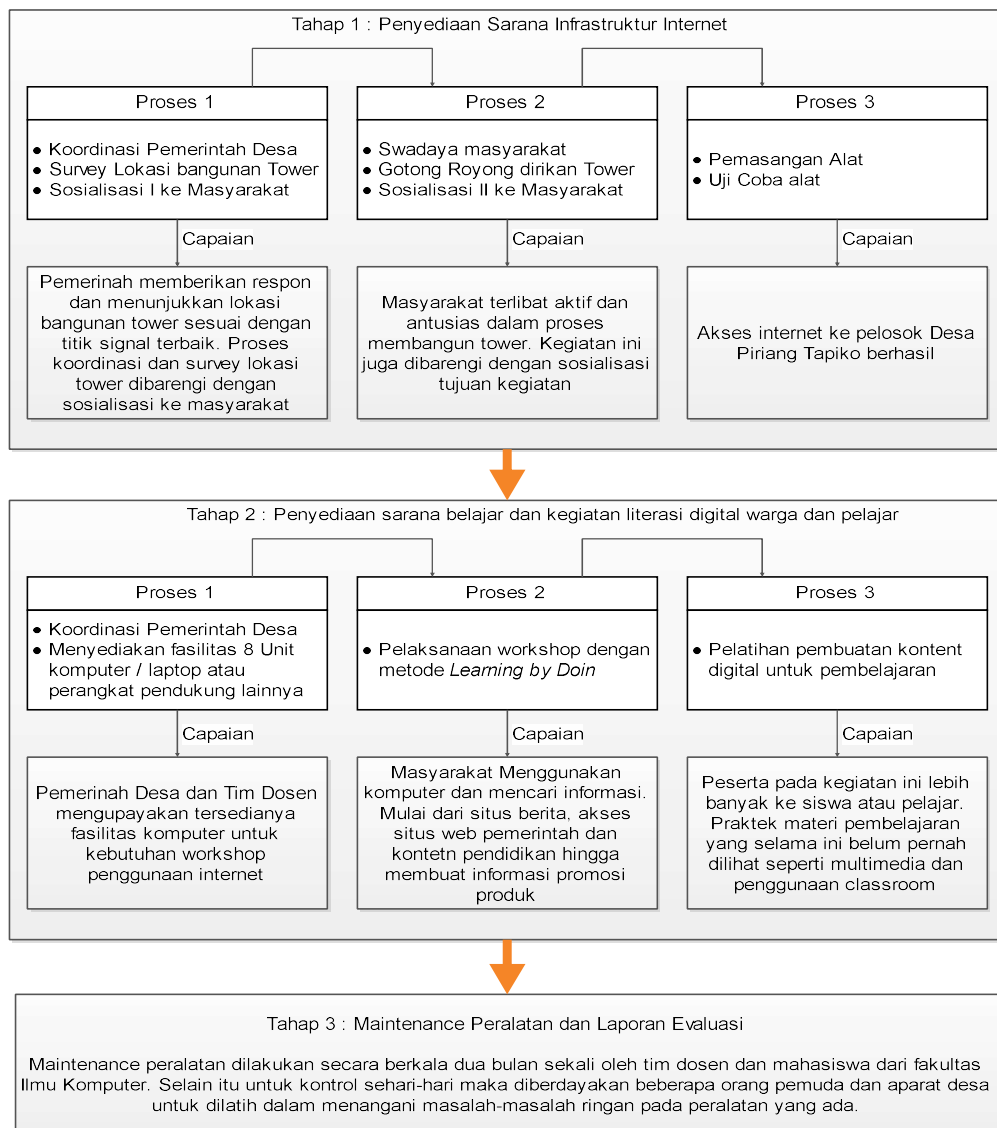 Tahap 1 : Penyediaan Sarana Infrastruktur Internet
Proses 1
● Koordinasi Pemerintah Desa
● Survey Lokasi bangunan Tower
● Sosialisasi I ke Masyarakat
Capaian
Pemerinah memberikan respon
dan menunjukkan lokasi
bangunan tower sesuai dengan
titik signal terbaik. Proses
koordinasi dan survey lokasi
tower dibarengi dengan
sosialisasi ke masyarakat
Proses 2
● Swadaya masyarakat
● Gotong Royong dirikan Tower
● Sosialisasi II ke Masyarakat
Capaian
Masyarakat terlibat aktif dan
antusias dalam proses
membangun tower. Kegiatan ini
juga dibarengi dengan sosialisasi
tujuan kegiatan
Proses 3
● Pemasangan Alat
● Uji Coba alat
Capaian
Akses internet ke pelosok Desa
Piriang Tapiko berhasil
Tahap 2 : Penyediaan sarana belajar dan kegiatan literasi digital warga dan pelajar
Proses 1
● Koordinasi Pemerintah Desa
● Menyediakan fasilitas 8 Unit
komputer / laptop atau
perangkat pendukung lainnya
Capaian
Pemerinah Desa dan Tim Dosen
mengupayakan tersedianya
fasilitas komputer untuk
kebutuhan workshop
penggunaan internet
Proses 2
● Pelaksanaan workshop dengan
metode Learning by Doin
Capaian
Masyarakat Menggunakan
komputer dan mencari informasi.
Mulai dari situs berita, akses
situs web pemerintah dan
kontetn pendidikan hingga
membuat informasi promosi
produk
Proses 3
● Pelatihan pembuatan kontent
digital untuk pembelajaran
Capaian
Peserta pada kegiatan ini lebih
banyak ke siswa atau pelajar.
Praktek materi pembelajaran
yang selama ini belum pernah
dilihat seperti multimedia dan
penggunaan classroom
Tahap 3 : Maintenance Peralatan dan Laporan Evaluasi
Maintenance peralatan dilakukan secara berkala dua bulan sekali oleh tim dosen dan mahasiswa dari fakultas
Ilmu Komputer. Selain itu untuk kontrol sehari-hari maka diberdayakan beberapa orang pemuda dan aparat desa
untuk dilatih dalam menangani masalah-masalah ringan pada peralatan yang ada.